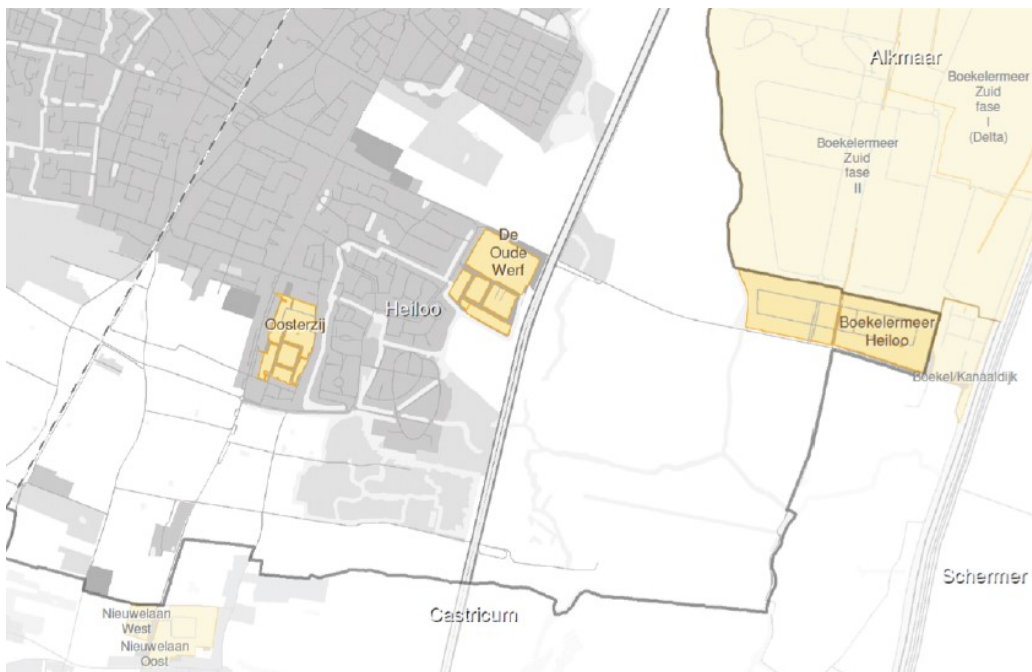 Alkmaar
Boekelermeer
Zuid
fase
I
(Delta)
Boekelermeer
Zuid
fase
II
De
Oude
Werf
Heiloo
Oosterzij
Boekelermeer
Heiloo
Boekel/Kanaaldijk
Schermer
Castricum
Nieuwelaan
West
Nieuwelaan
Oost